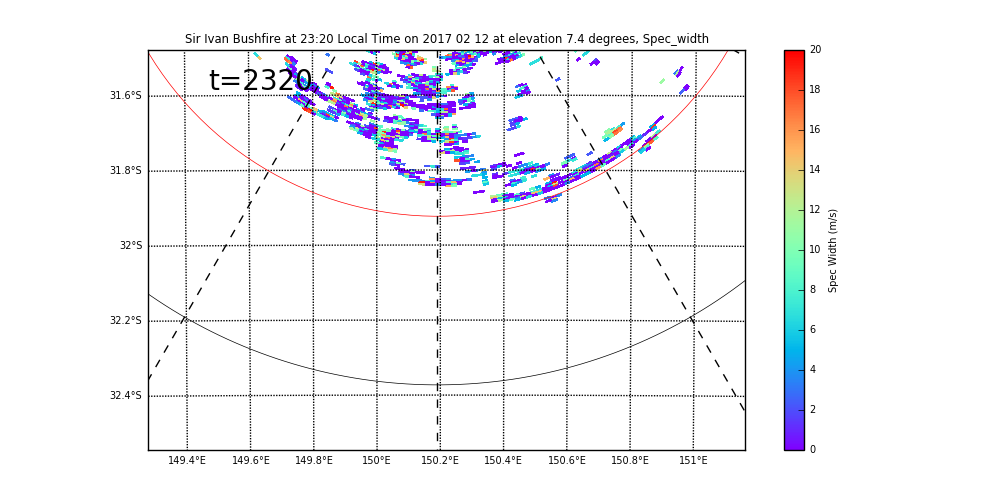 Sir Ivan Bushfire at 23:20 Local Time on 2017 02 12 at elevation 7.4 degrees, Spec_width
t=2320
31.6°S
31.8°S
32°S
32.2°S
32.4°S
149.4°E 149.6°E 149.8°E 150°E 150.2°E 150.4°E 150.6°E 150.8°E 151°E
20
18
16
14
12
10
8
6
4
2
0
Spec Width (m/s)